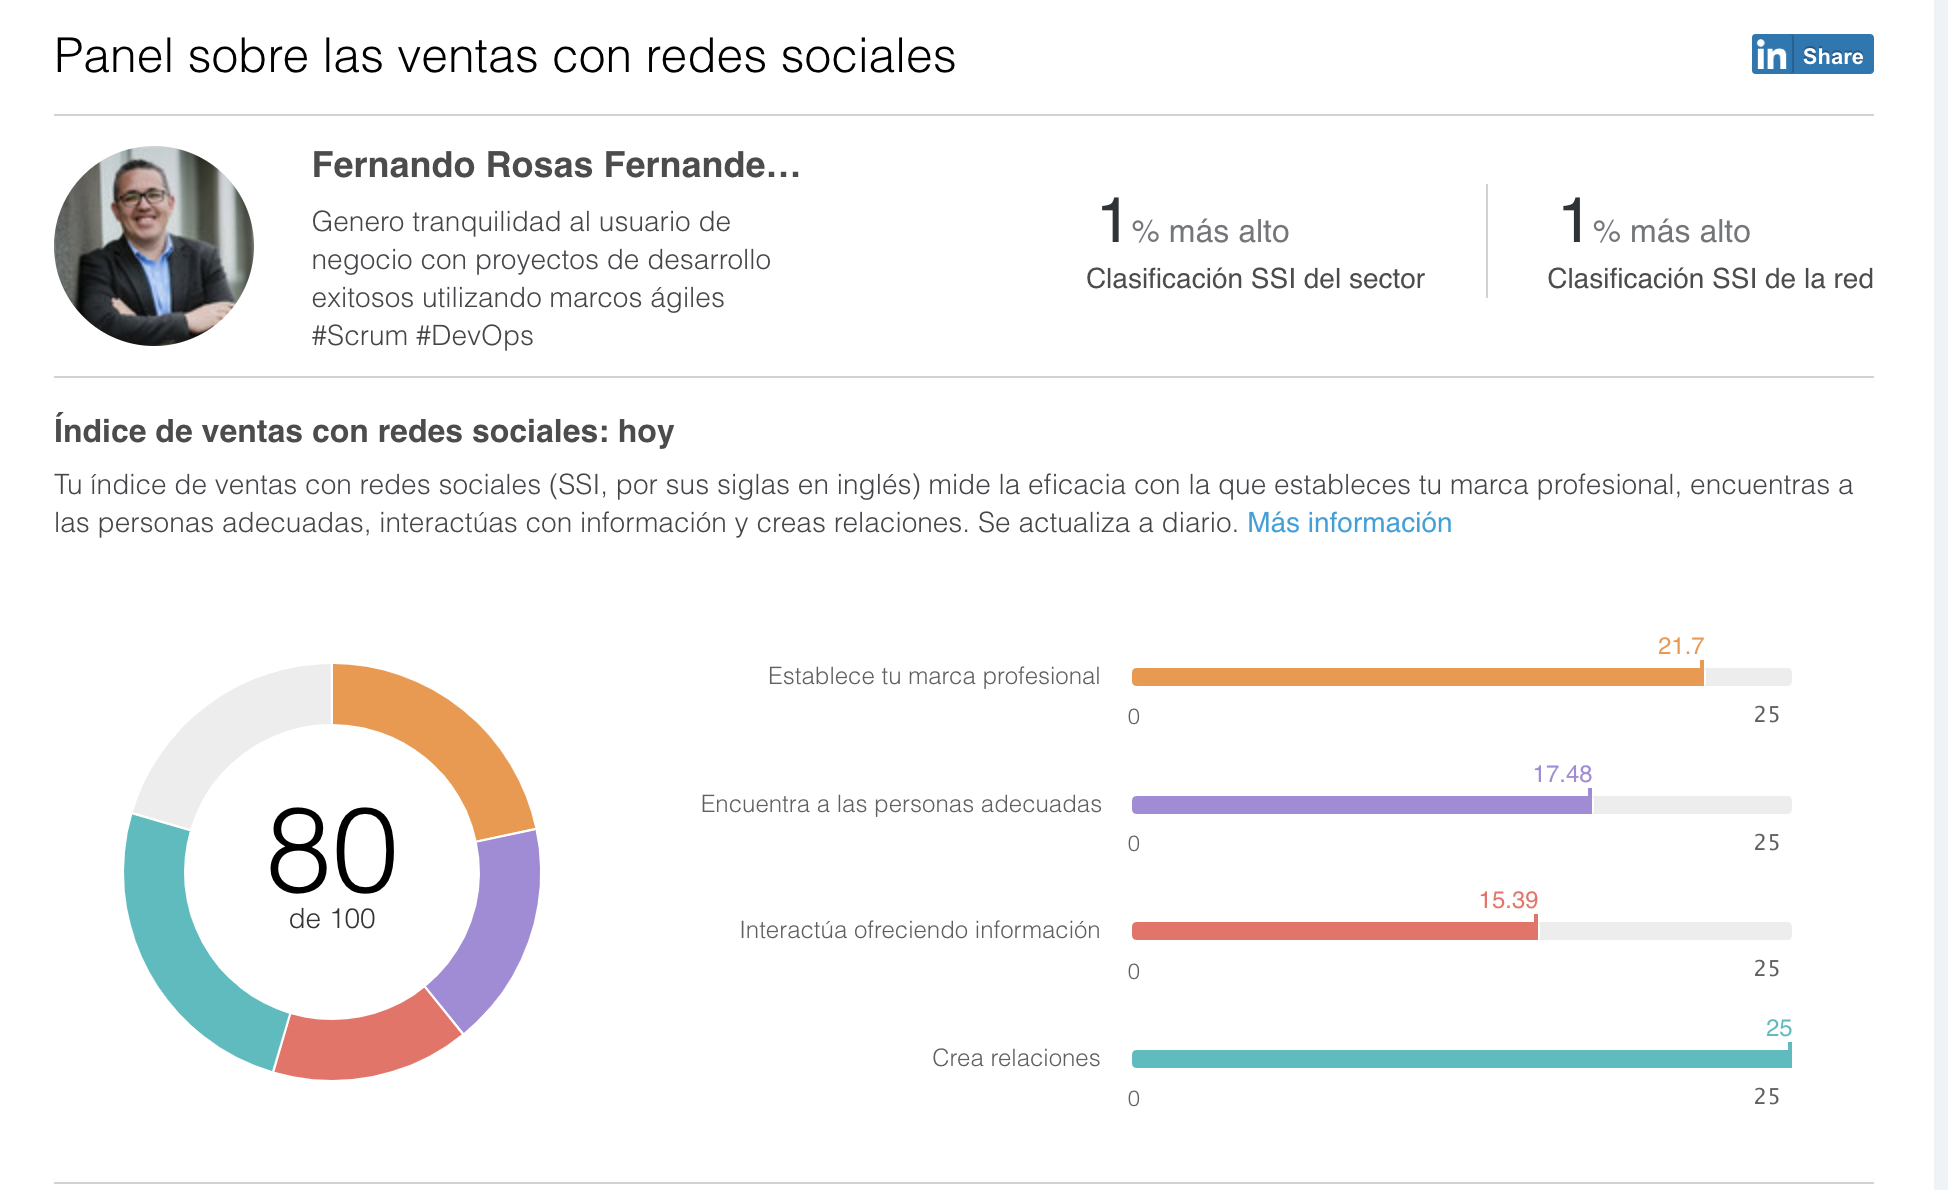 Panel sobre las ventas con redes sociales
in Share
Fernando Rosas Fernande...
Genero tranquilidad al usuario de
negocio con proyectos de desarrollo
exitosos utilizando marcos ágiles
#Scrum #DevOps
1% más alto
Clasificación SSI del sector
1% más alto
Clasificación SSI de la red
Índice de ventas con redes sociales: hoy
Tu índice de ventas con redes sociales (SSI, por sus siglas en inglés) mide la eficacia con la que estableces tu marca profesional, encuentras a
las personas adecuadas, interactúas con información y creas relaciones. Se actualiza a diario. Más información
80
de 100
21.7
Establece tu marca profesional
0 25
17.48
Encuentra a las personas adecuadas
0 25
15.39
Interactúa ofreciendo información
0 25
25
Crea relaciones
0 25